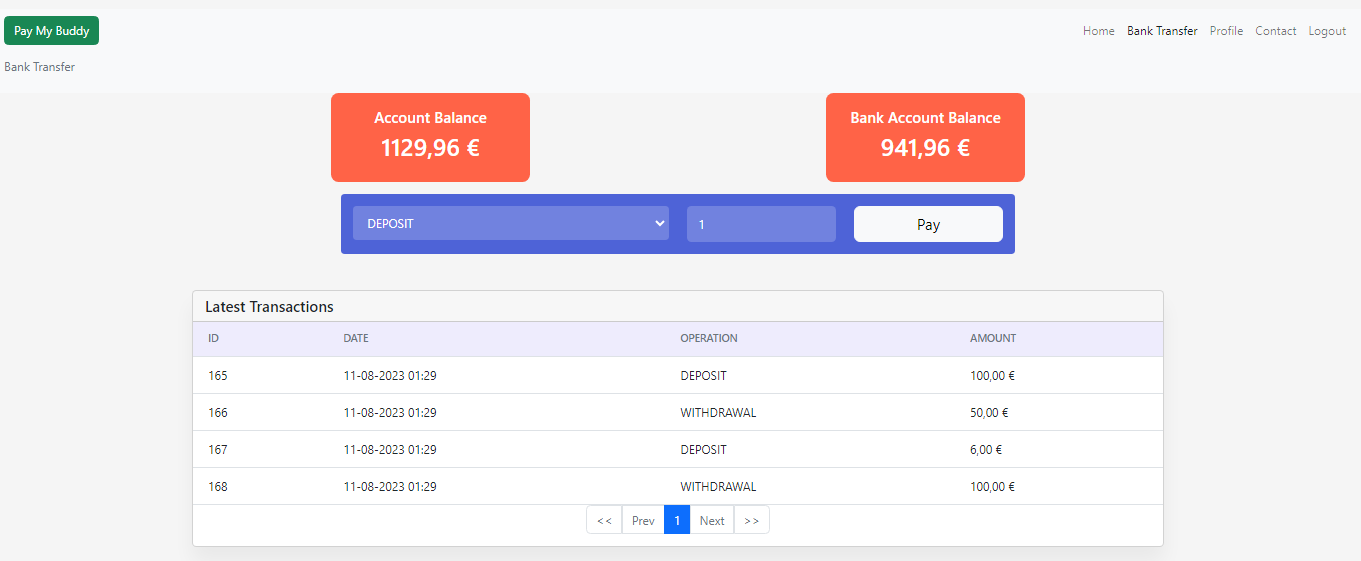 Pay My Buddy
Home Bank Transfer Profile Contact Logout
Bank Transfer
Account Balance
1129,96 €
Bank Account Balance
941,96 €
DEPOSIT 1 Pay
Latest Transactions
ID DATE OPERATION AMOUNT
165 11-08-2023 01:29 DEPOSIT 100,00 €
166 11-08-2023 01:29 WITHDRAWAL 50,00 €
167 11-08-2023 01:29 DEPOSIT 6,00 €
168 11-08-2023 01:29 WITHDRAWAL 100,00 €
<< Prev 1 Next >>